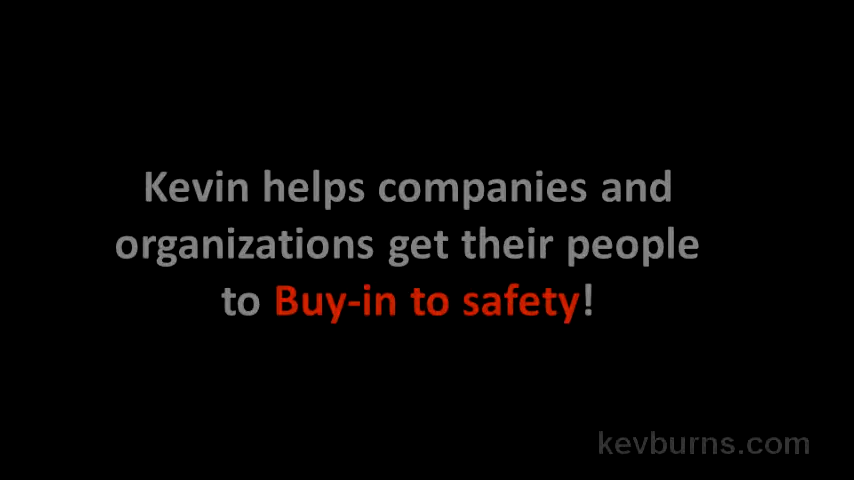 Kevin helps companies and
organizations get their people
to Buy-in to safety!
kevburns.com